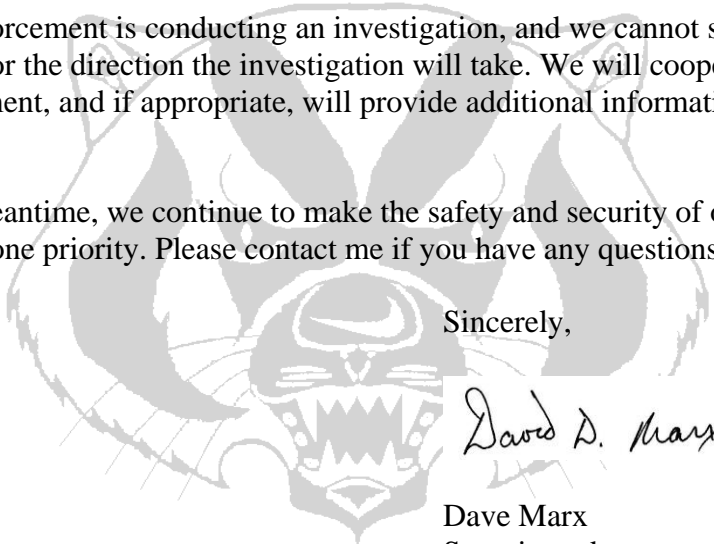 orcement is conducting an investigation, and we cannot s
or the direction the investigation will take. We will coope
ment, and if appropriate, will provide additional informati
eantime, we continue to make the safety and security of
one priority. Please contact me if you have any questions
Sincerely,
David D. Marx
Dave Marx